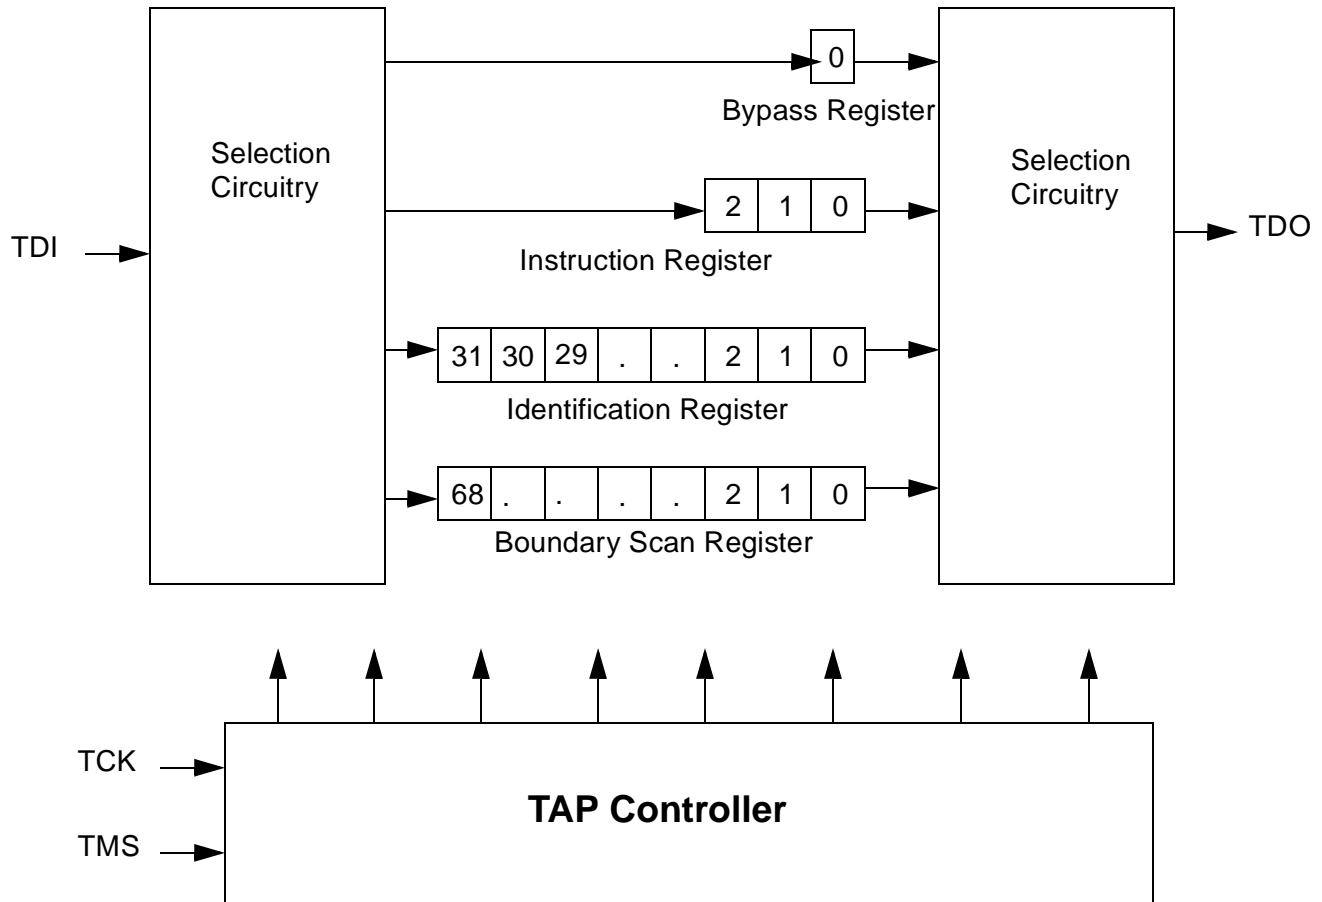 0
Bypass Register
Selection
Circuitry
Selection
Circuitry
2 1 0
TDI
TDO
Instruction Register
31 30 29 . . 2 1 0
Identification Register
68 . . . . 2 1 0
Boundary Scan Register
TCK
TAP Controller
TMS